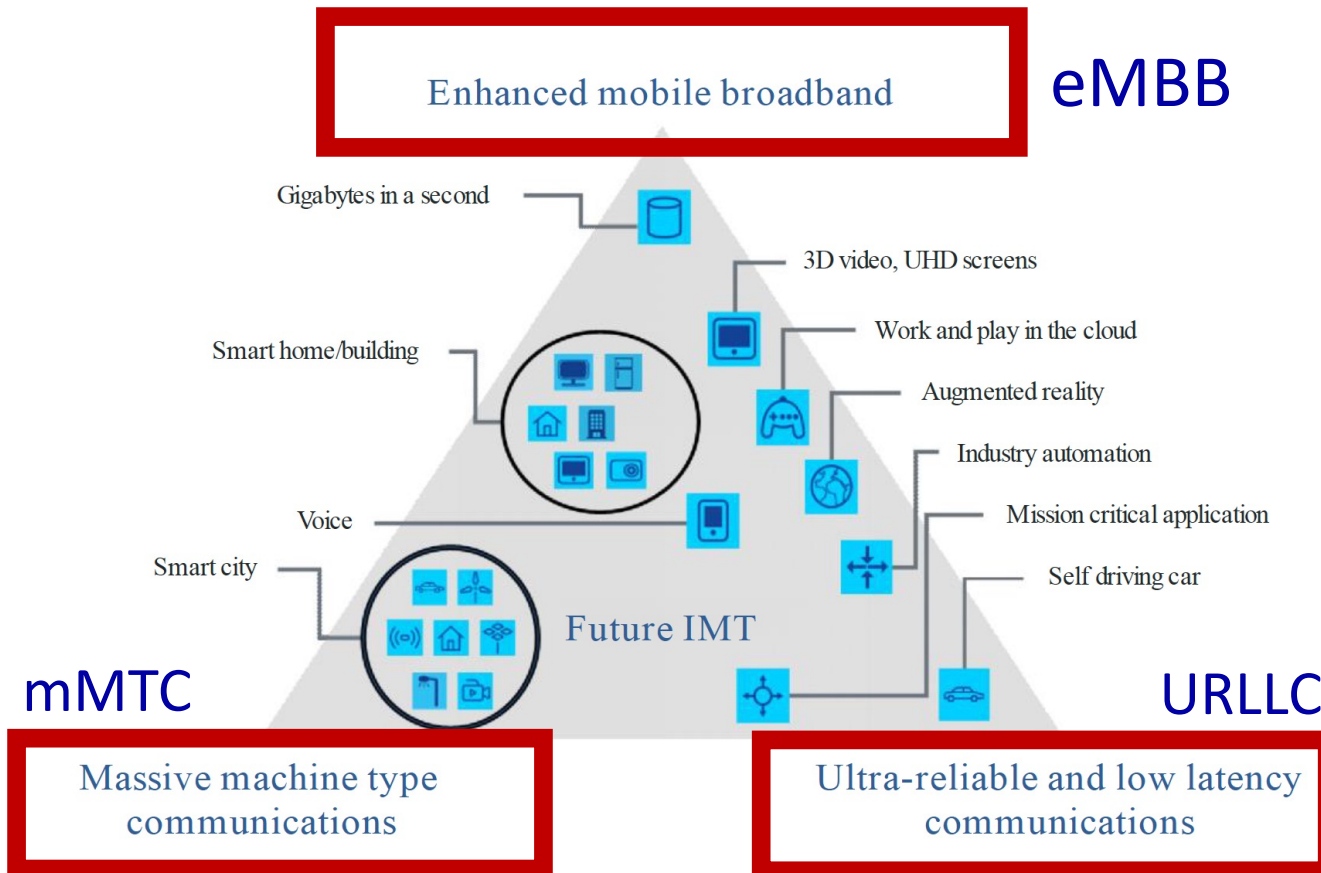 Enhanced mobile broadband
eMBB
Gigabytes in a second
3D video, UHD screens
Work and play in the cloud
Smart home/building
Augmented reality
Industry automation
Voice
Mission critical application
Smart city
Self driving car
Future IMT
mMTC
URLLC
Massive machine type
communications
Ultra-reliable and low latency
communications